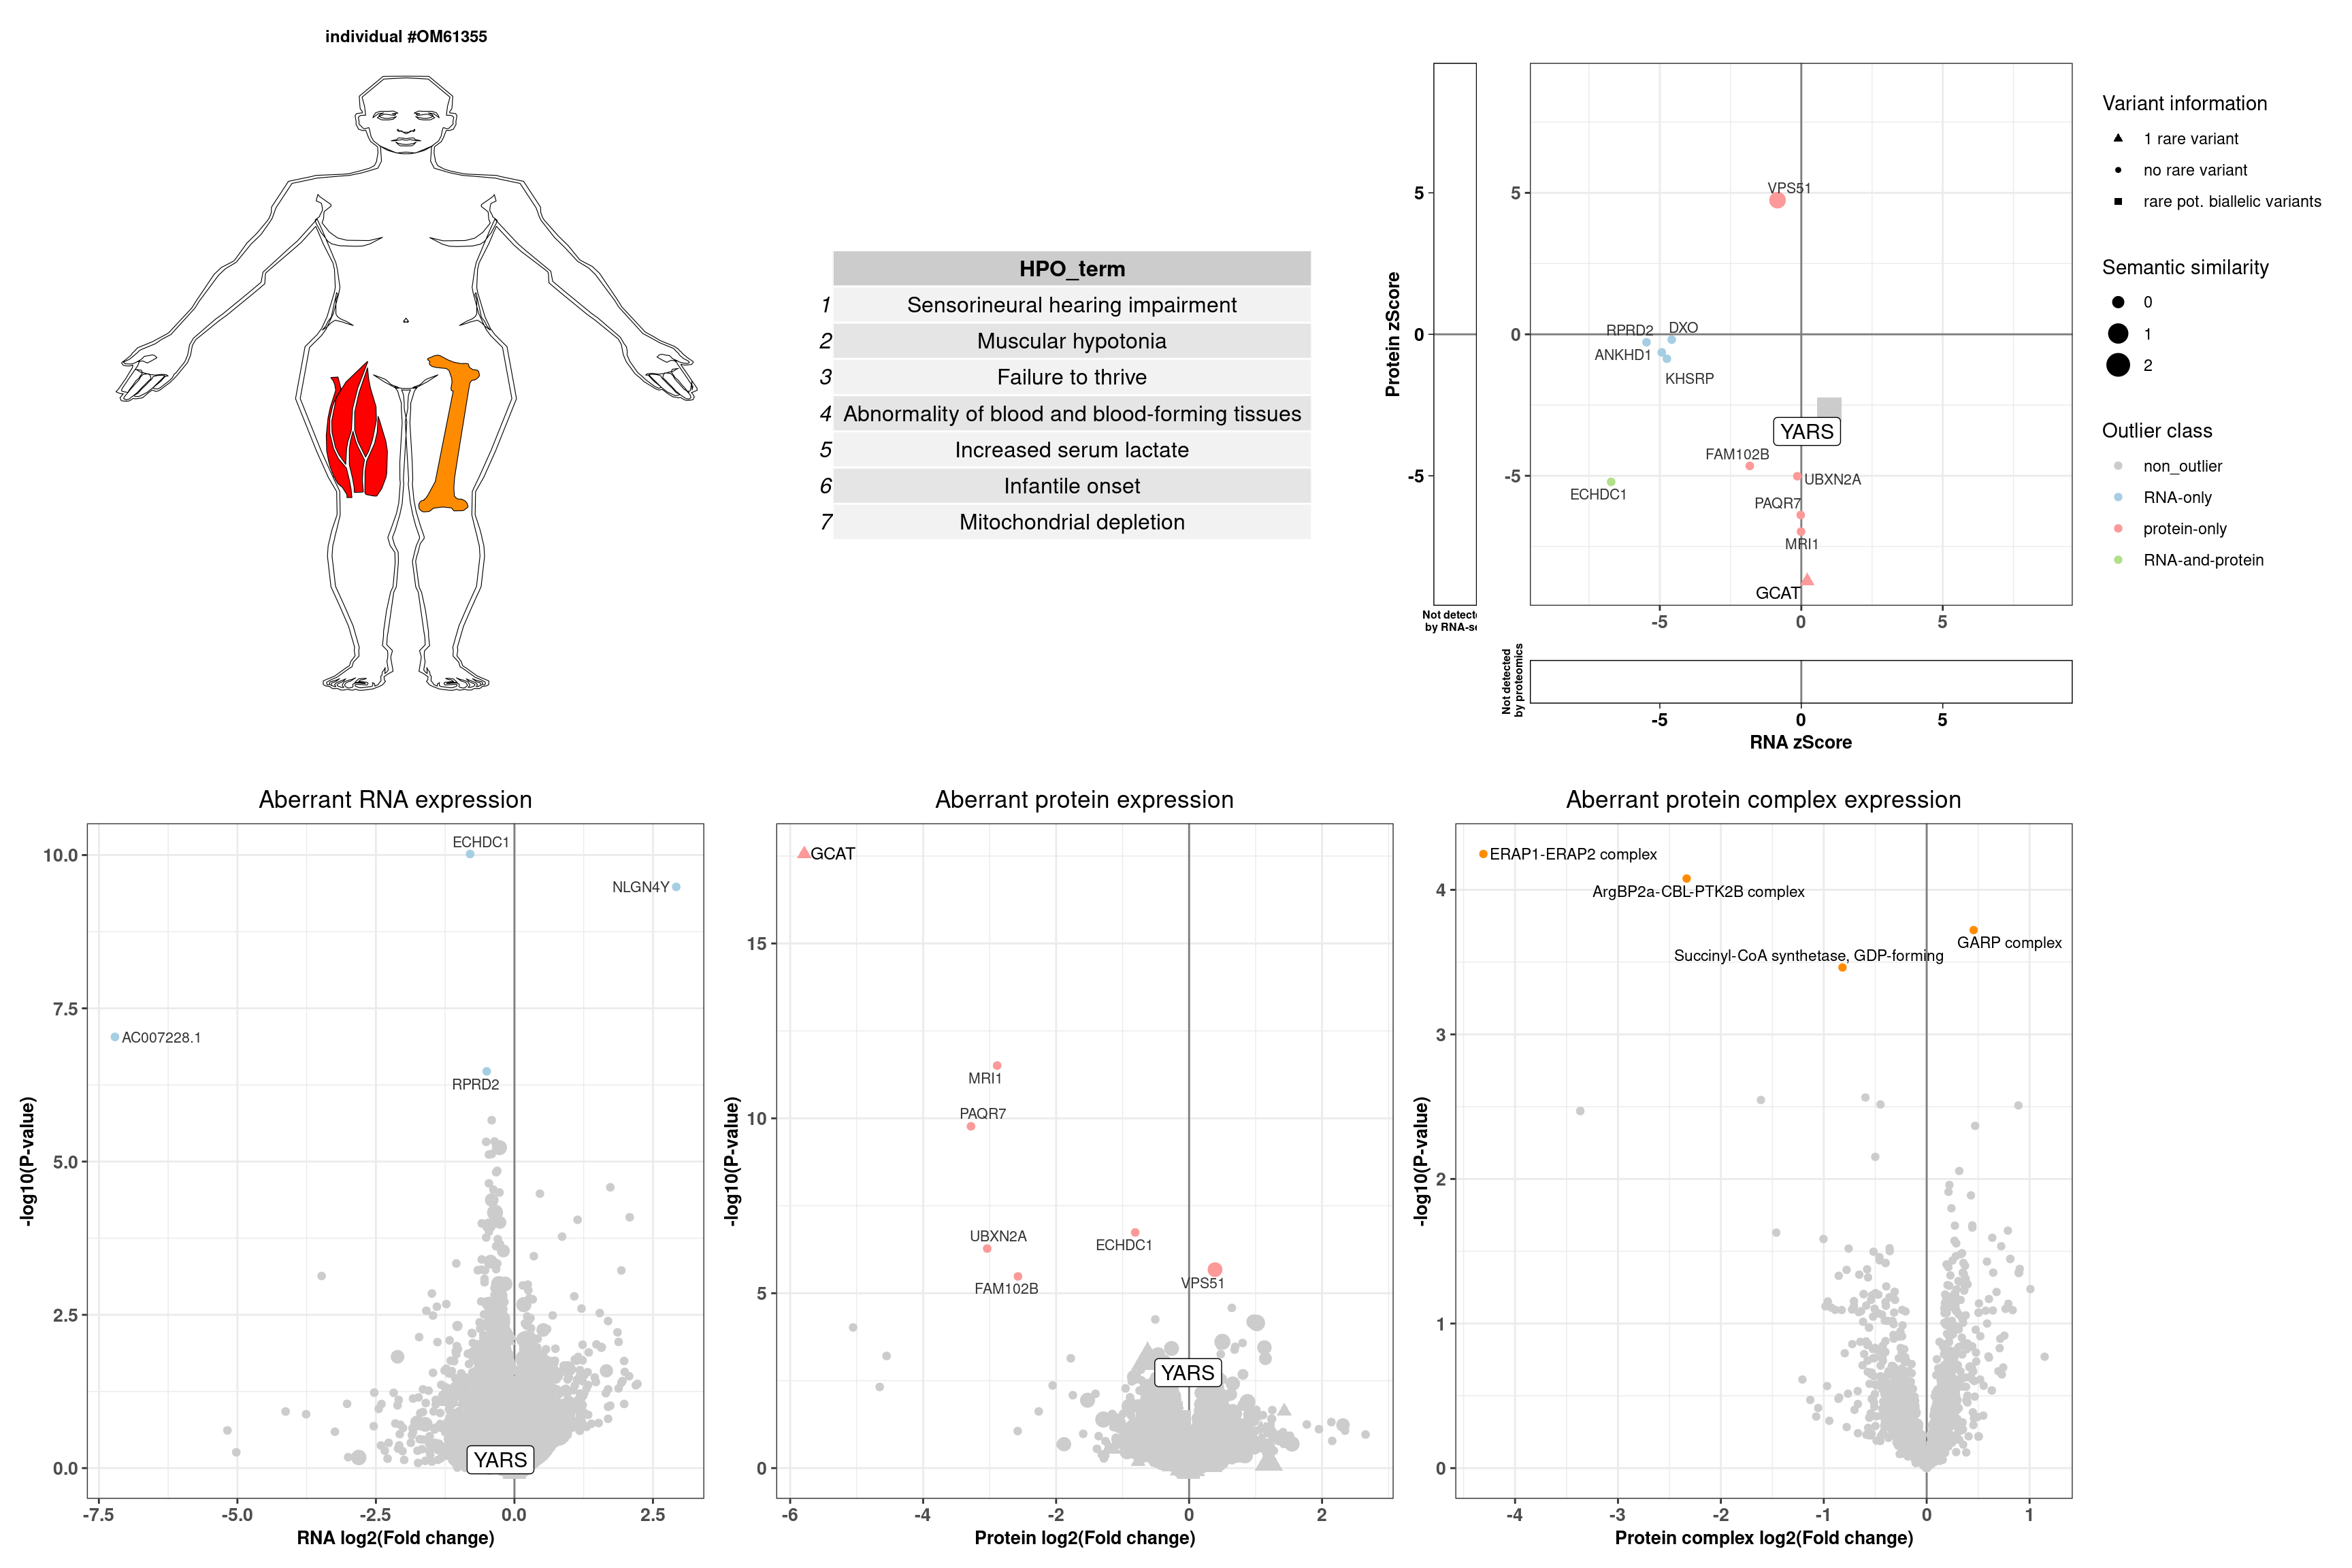 individual #OM61355
HPO_term
1 Sensorineural hearing impairment
2 Muscular hypotonia
3 Failure to thrive
4 Abnormality of blood and blood-forming tissues
5 Increased serum lactate
6 Infantile onset
7 Mitochondrial depletion
Protein zScore
5
0
-5
Not detect
by RNA-s
5
0
-5
VPS51
RPRD2
DXO
ANKHD1
KHSRP
YARS
FAM102B
UBXN2A
ECHDC1
PAQR7
MRI1
GCAT
-5 0 5
Not detected
by proteomics
-5 0 5
RNA zScore
Variant information
1 rare variant
no rare variant
rare pot. biallelic variants
Semantic similarity
0
1
2
Outlier class
non_outlier
RNA-only
protein-only
RNA-and-protein
Aberrant RNA expression
-log10(P-value)
10.0
7.5
5.0
2.5
0.0
ECHDC1
NLGN4Y
AC007228.1
RPRD2
YARS
-7.5 -5.0 -2.5 0.0 2.5
RNA log2(Fold change)
Aberrant protein expression
-log10(P-value)
15
10
5
0
GCAT
MRI1
PAQR7
UBXN2A
ECHDC1
FAM102B
VPS51
YARS
-6 -4 -2 0 2
Protein log2(Fold change)
Aberrant protein complex expression
-log10(P-value)
4
3
2
1
0
ERAP1-ERAP2 complex
ArgBP2a-CBL-PTK2B complex
GARP complex
Succinyl-CoA synthetase, GDP-forming
-4 -3 -2 -1 0 1
Protein complex log2(Fold change)